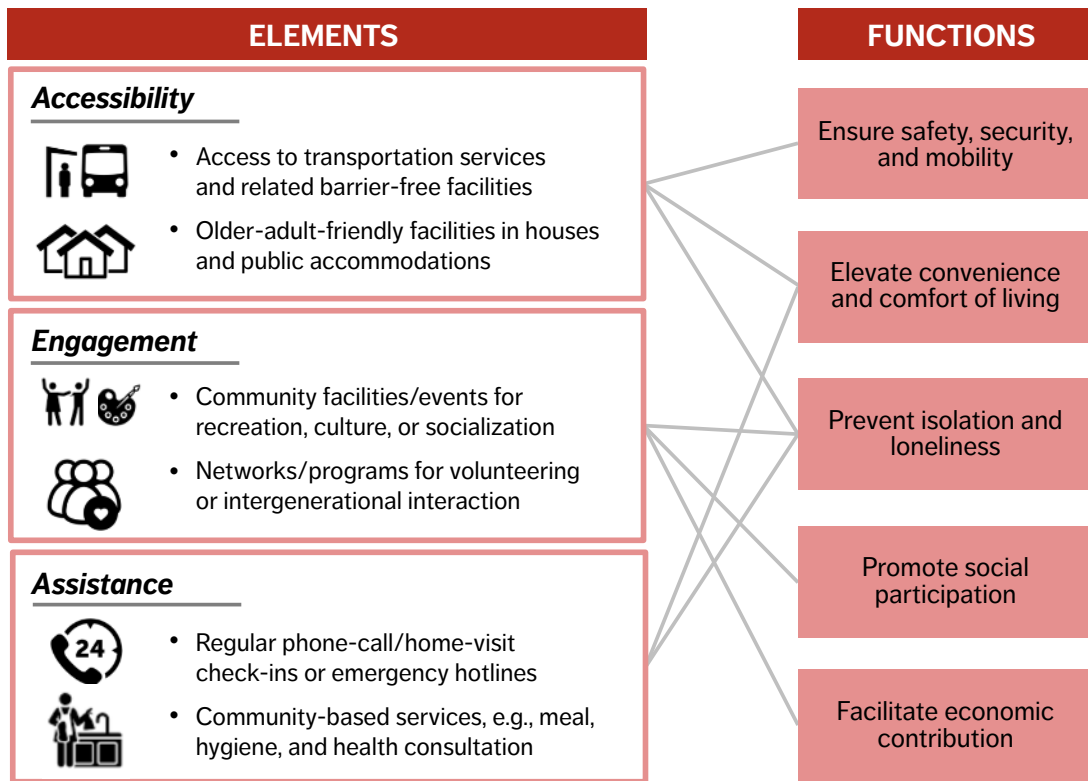 ELEMENTS
Accessibility
• Access to transportation services
and related barrier-free facilities
• Older-adult-friendly facilities in houses
and public accommodations
Engagement
• Community facilities/events for
recreation, culture, or socialization
• Networks/programs for volunteering
or intergenerational interaction
Assistance
24
• Regular phone-call/home-visit
check-ins or emergency hotlines
• Community-based services, e.g., meal,
hygiene, and health consultation
FUNCTIONS
Ensure safety, security,
and mobility
Elevate convenience
and comfort of living
Prevent isolation and
loneliness
Promote social
participation
Facilitate economic
contribution